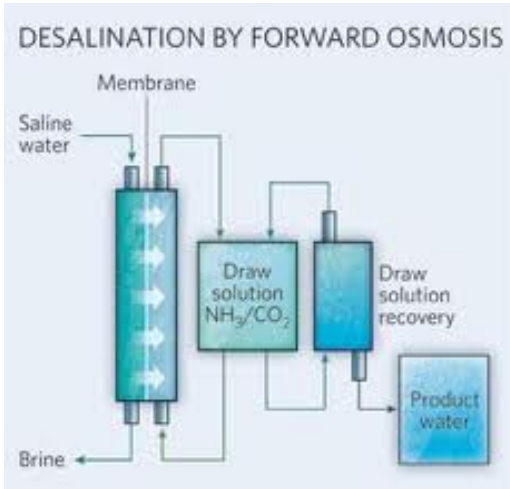 DESALINATION BY FORWARD OSMOSIS
Membrane
Saline
water
Draw
solution
NH₃/CO₂
Draw
solution
recovery
Product
water
Brine